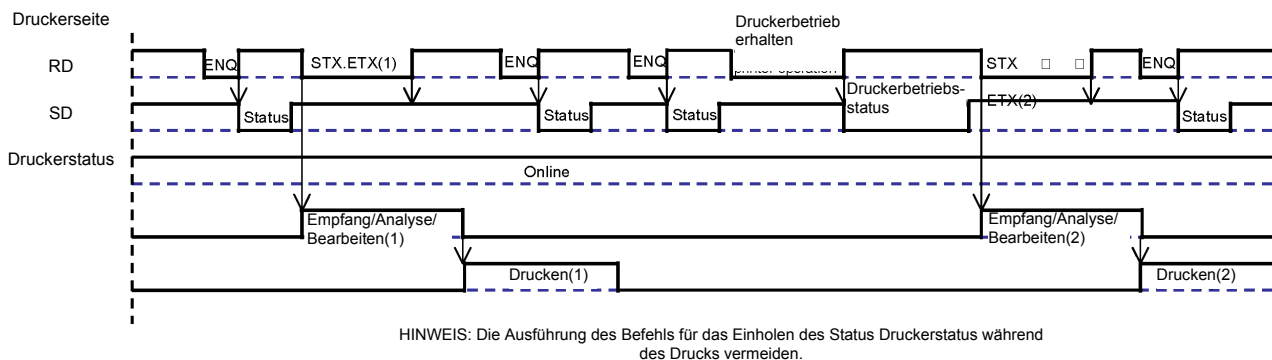 Druckerseite
Druckerbetrieb
erhalten
RD
ENQ
STX.ETX(1)
ENQ
ENQ
STX
ENQ
SD
Status
Status
Status
Druckerbetriebs-
status
ETX(2)
Status
Druckerstatus
Online
Empfang/Analyse/
Bearbeiten(1)
Empfang/Analyse/
Bearbeiten(2)
Drucken(1)
Drucken(2)
HINWEIS: Die Ausführung des Befehls für das Einholen des Status Druckerstatus während
des Drucks vermeiden.